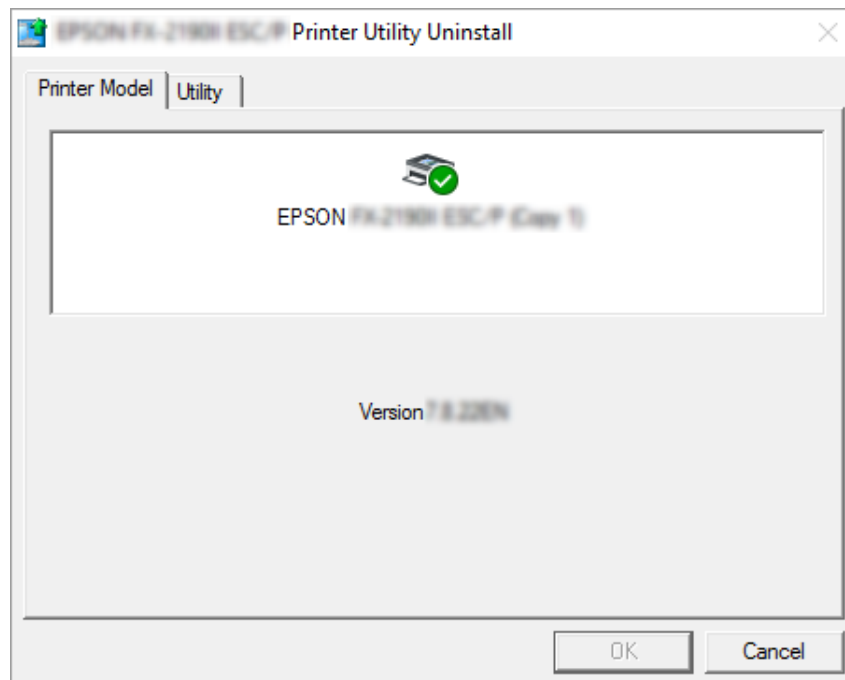 Printer Utility Uninstall
Printer Model
Utility
EPSON
Version
OK
Cancel